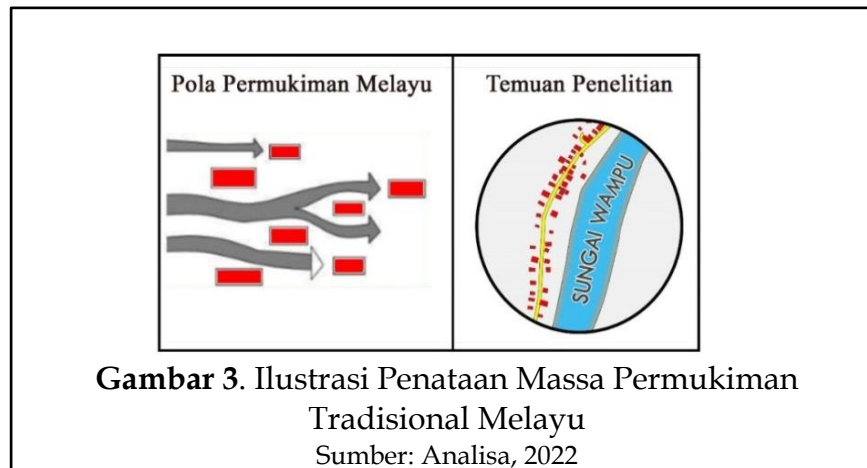 Pola Permukiman Melayu
Temuan Penelitian
SUNGAI WAMPU
Gambar 3. Ilustrasi Penataan Massa Permukiman
Tradisional Melayu
Sumber: Analisa, 2022